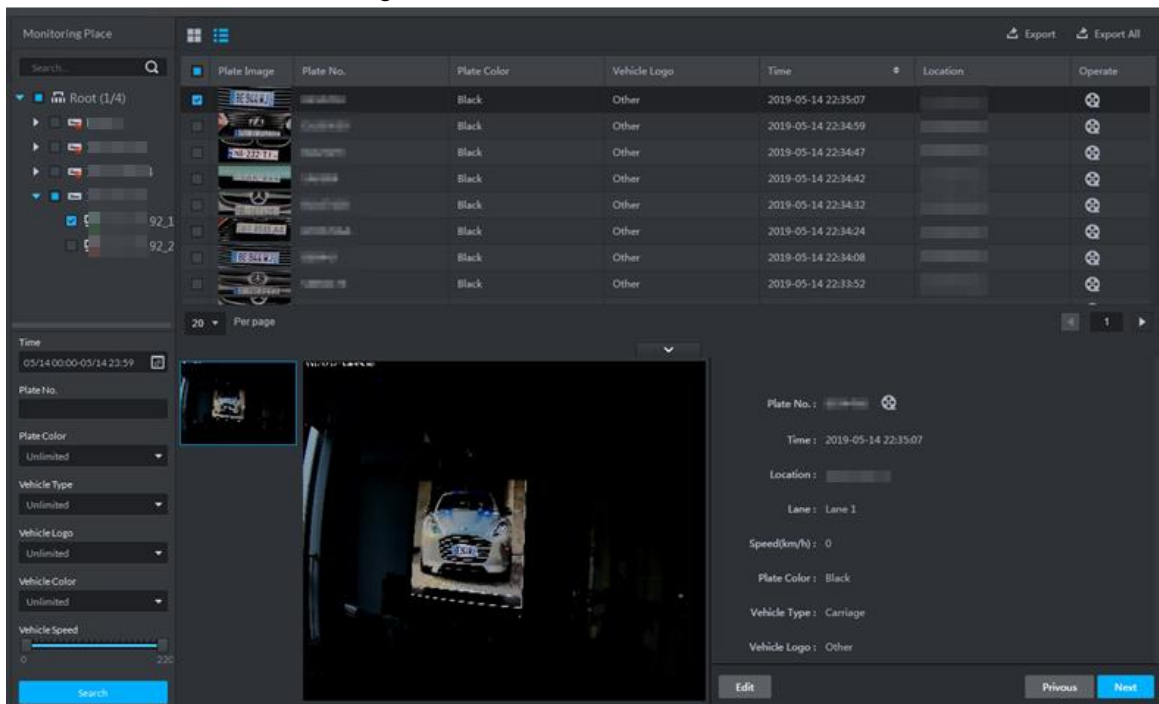 Monitoring Place
Export
Export All
Search...
Plate Image
Plate No.
Plate Color
Vehicle Logo
Time
Location
Operate
Root (1/4)
Black Other 2019-05-14 22:35:07
Black Other 2019-05-14 22:34:59
Black Other 2019-05-14 22:34:47
Black Other 2019-05-14 22:34:42
Black Other 2019-05-14 22:34:32
Black Other 2019-05-14 22:34:24
Black Other 2019-05-14 22:34:08
Black Other 2019-05-14 22:33:52
92_1
92_2
20
Per page
1
Time
05/14 00:00-05/14 23:59
Plate No.
Plate Color
Unlimited
Vehicle Type
Unlimited
Vehicle Logo
Unlimited
Vehicle Color
Unlimited
Vehicle Speed
0
220
Search
Plate No. :
Time : 2019-05-14 22:35:07
Location :
Lane : Lane 1
Speed(km/h) : 0
Plate Color : Black
Vehicle Type : Carriage
Vehicle Logo : Other
Edit
Privous
Next